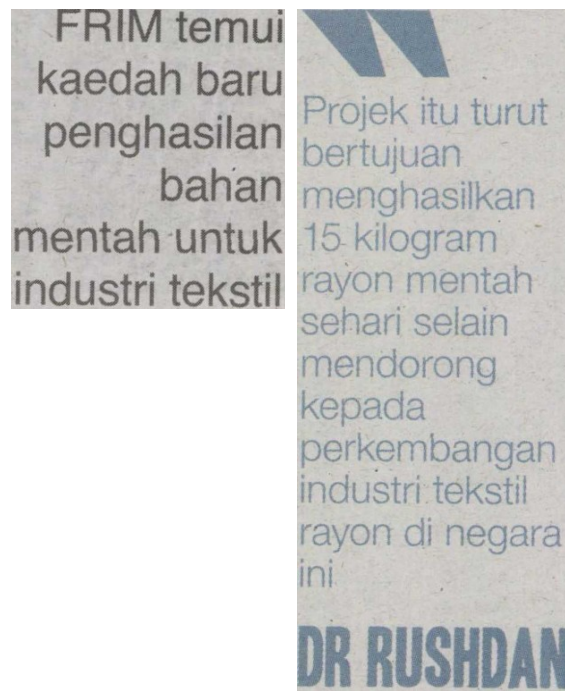 FRIM temui
kaedah baru
penghasilan
bahan
mentah untuk
industri tekstil
Projek itu turut
bertujuan
menghasilkan
15 kilogram
rayon mentah
sehari selain
mendorong
kepada
perkembangan
industri tekstil
rayon di negara
ini
DR RUSHDAN